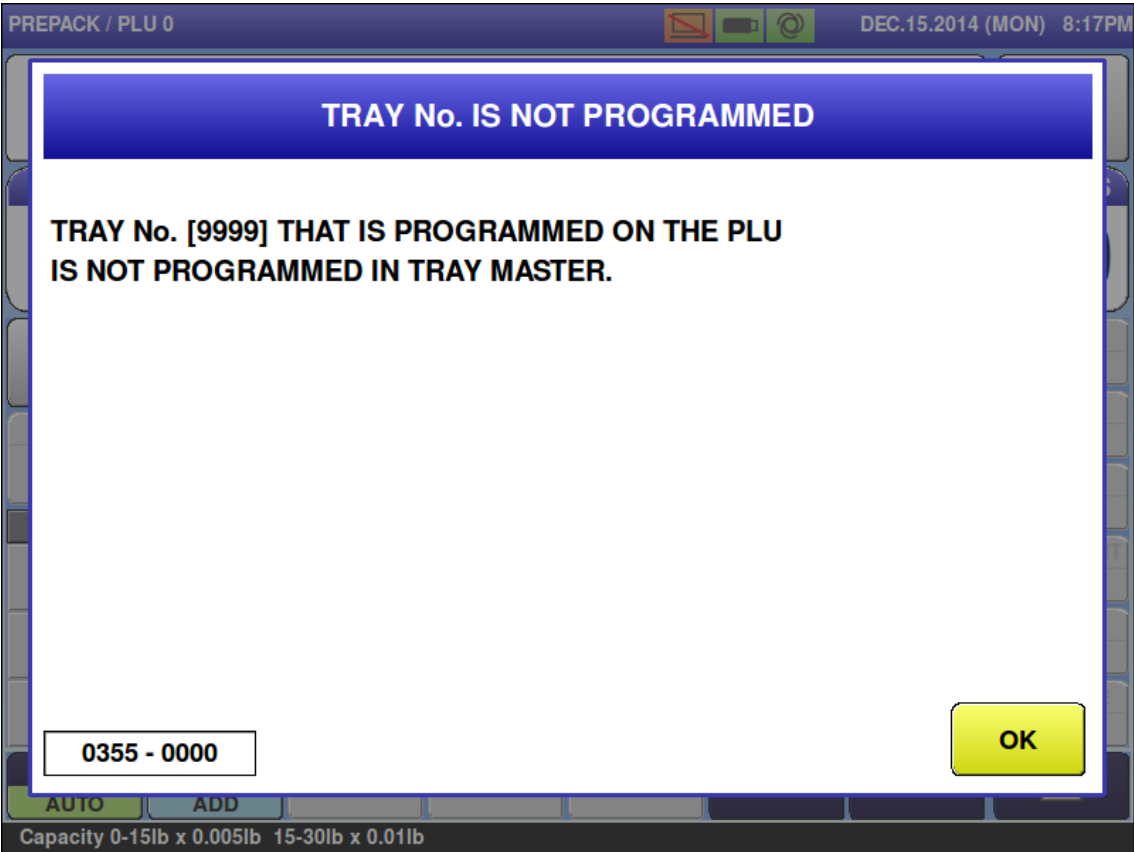 PREPACK / PLU 0
DEC.15.2014 (MON) 8:17PM
TRAY No. IS NOT PROGRAMMED
TRAY No. [9999] THAT IS PROGRAMMED ON THE PLU
IS NOT PROGRAMMED IN TRAY MASTER.
OK
0355 - 0000
AUTO
ADD
Capacity 0-15lb x 0.005lb 15-30lb x 0.01lb